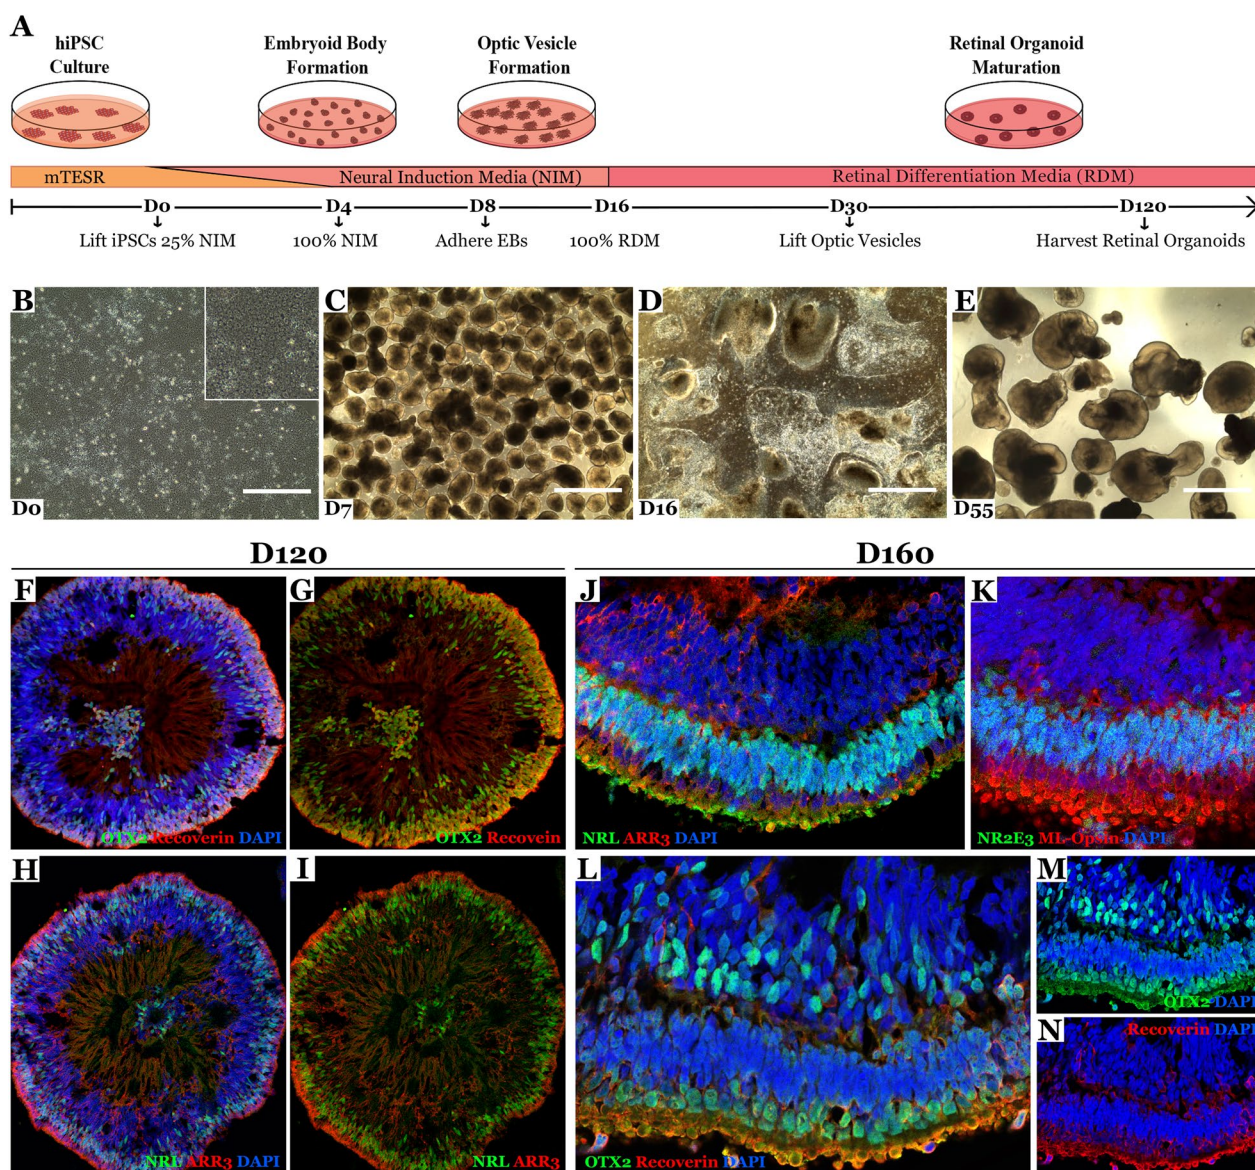 A
hiPSC
Culture
Embryoid Body
Formation
Optic Vesicle
Formation
Retinal Organoid
Maturation
mTESR
Neural Induction Media (NIM)
Retinal Differentiation Media (RDM)
D0 D4 D8 D16 D30 D120
Lift iPSCs 25% NIM 100% NIM Adhere EBs 100% RDM Lift Optic Vesicles Harvest Retinal Organoids
B C D E
D0 D7 D16 D55
D120 D160
F G J K
OTX2 Recoverin DAPI
OTX2 Recovein
NRL ARR3 DAPI
NR2E3 ML-Opsin DAPI
H I L M
OTX2 DAPI
N
Recoverin DAPI
NRL ARR3 DAPI
NRL ARR3
OTX2 Recoverin DAPI